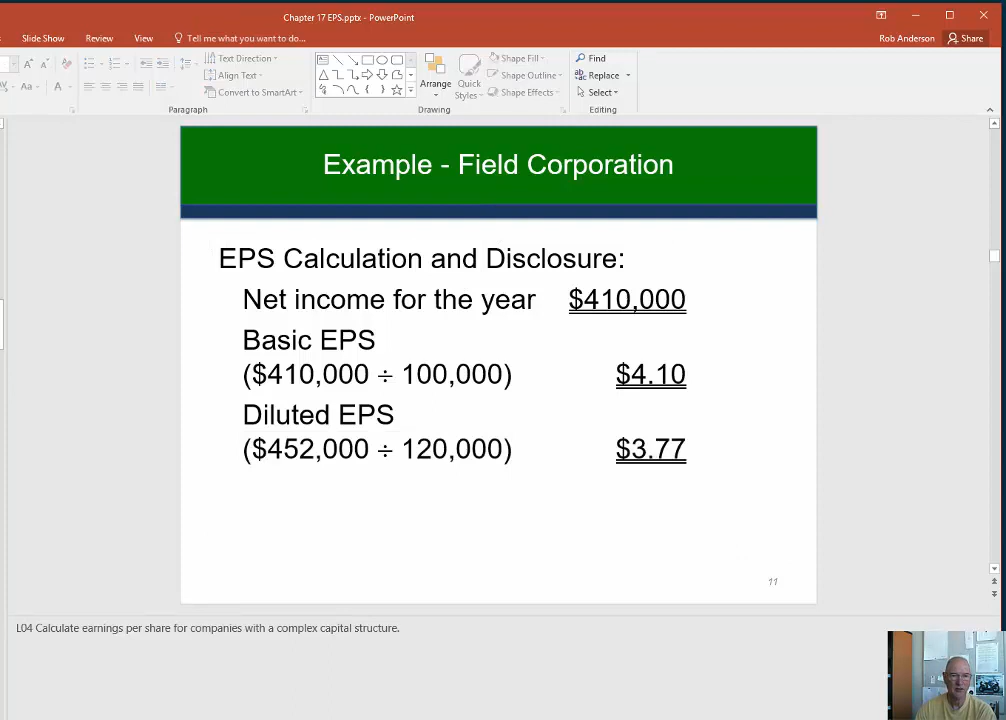 Chapter 17 EPS.pptx - PowerPoint
Slide Show Review View Tell me what you want to do... Rob Anderson Share
Text Direction
Align Text
Convert to SmartArt
Paragraph
Arrange
Quick
Styles
Shape Fill
Shape Outline
Shape Effects
Drawing
Find
Replace
Select
Editing
Example - Field Corporation
EPS Calculation and Disclosure:
Net income for the year $410,000
Basic EPS
($410,000 ÷ 100,000) $4.10
Diluted EPS
($452,000 ÷ 120,000) $3.77
11
L04 Calculate earnings per share for companies with a complex capital structure.